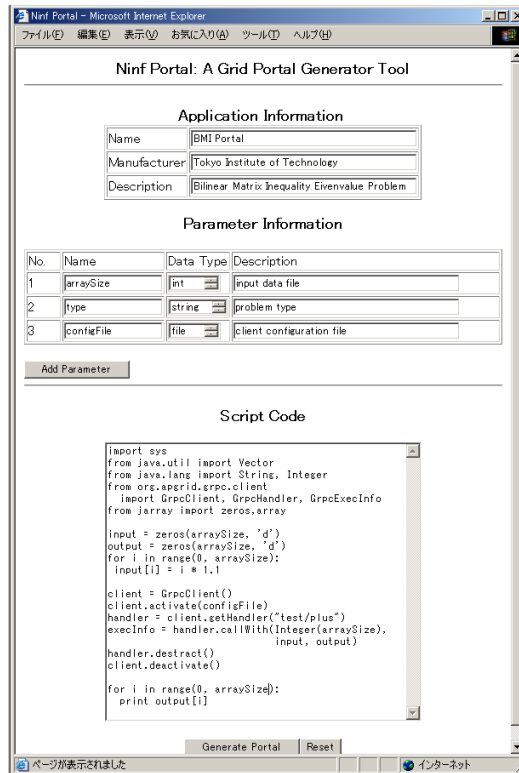 Ninf Portal - Microsoft Internet Explorer
ファイル(F) 編集(E) 表示(V) お気に入り(A) ツール(T) ヘルプ(H)
Ninf Portal: A Grid Portal Generator Tool
Application Information
Name BMI Portal
Manufacturer Tokyo Institute of Technology
Description Bilinear Matrix Inequality Eivenvalue Problem
Parameter Information
No. Name Data Type Description
1 arraySize int input data file
2 type string problem type
3 configFile file client configuration file
Add Parameter
Script Code
import sys
from java.util import Vector
from java.lang import String, Integer
from org.apgrid.grpc.client
import GrpcClient, GrpcHandler, GrpcExecInfo
from jarray import zeros,array
input = zeros(arraySize, 'd')
output = zeros(arraySize, 'd')
for i in range(0, arraySize):
input[i] = i * 1.1
client = GrpcClient()
client.activate(configFile)
handler = client.getHandler("test/plus")
execInfo = handler.callWith(Integer(arraySize),
input, output)
handler.destract()
client.deactivate()
for i in range(0, arraySize):
print output[i]
Generate Portal Reset
ページが表示されました インターネット